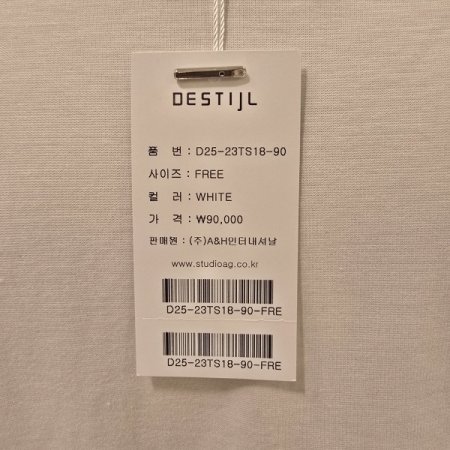 DESTIJL
품 번 : D25-23TS18-90
사이즈 : FREE
컬 러 : WHITE
가 격 : ₩90,000
판매원 : (주)A&H인터내셔날
www.studioag.co.kr
D25-23TS18-90-FRE
D25-23TS18-90-FRE